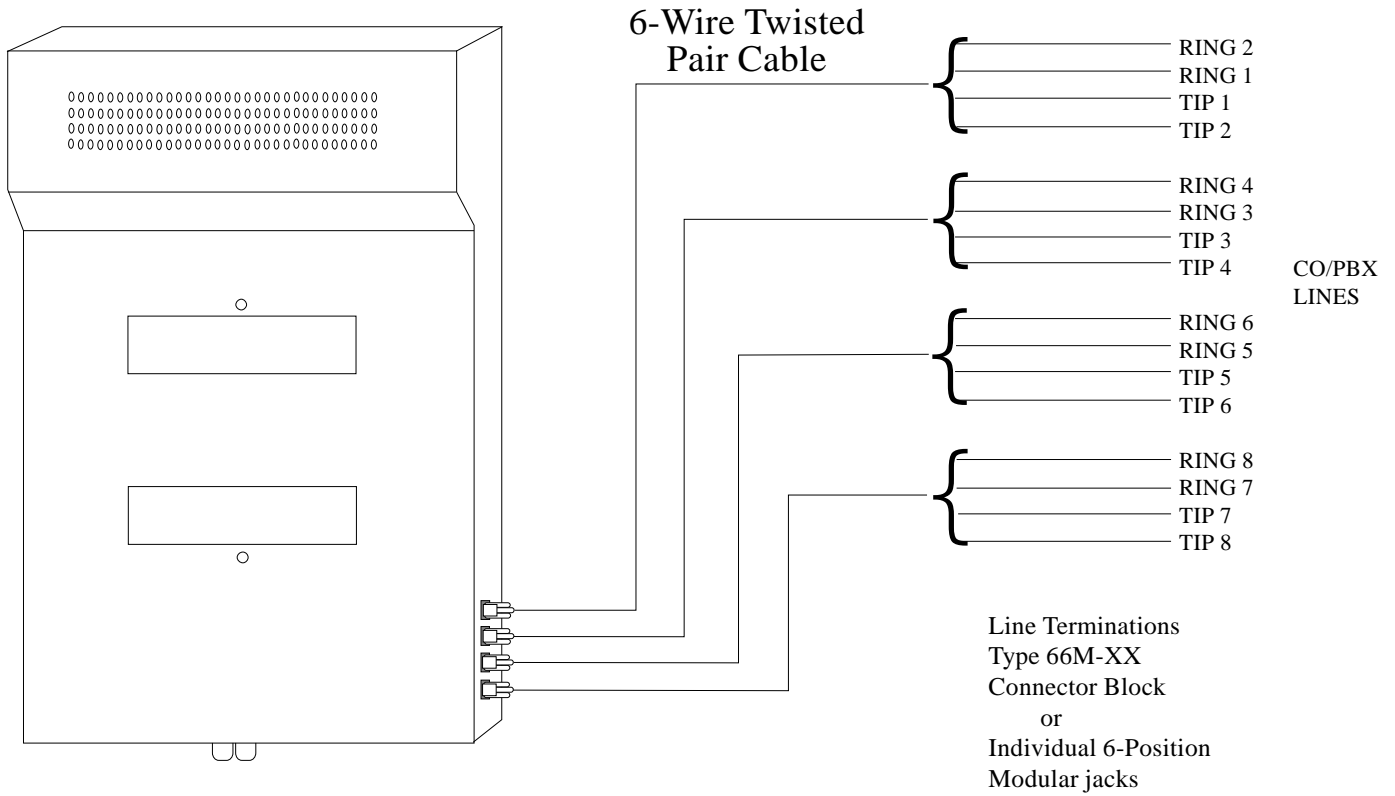 6-Wire Twisted
Pair Cable
RING 2
RING 1
TIP 1
TIP 2
RING 4
RING 3
TIP 3
TIP 4
CO/PBX
LINES
RING 6
RING 5
TIP 5
TIP 6
RING 8
RING 7
TIP 7
TIP 8
Line Terminations
Type 66M-XX
Connector Block
or
Individual 6-Position
Modular jacks